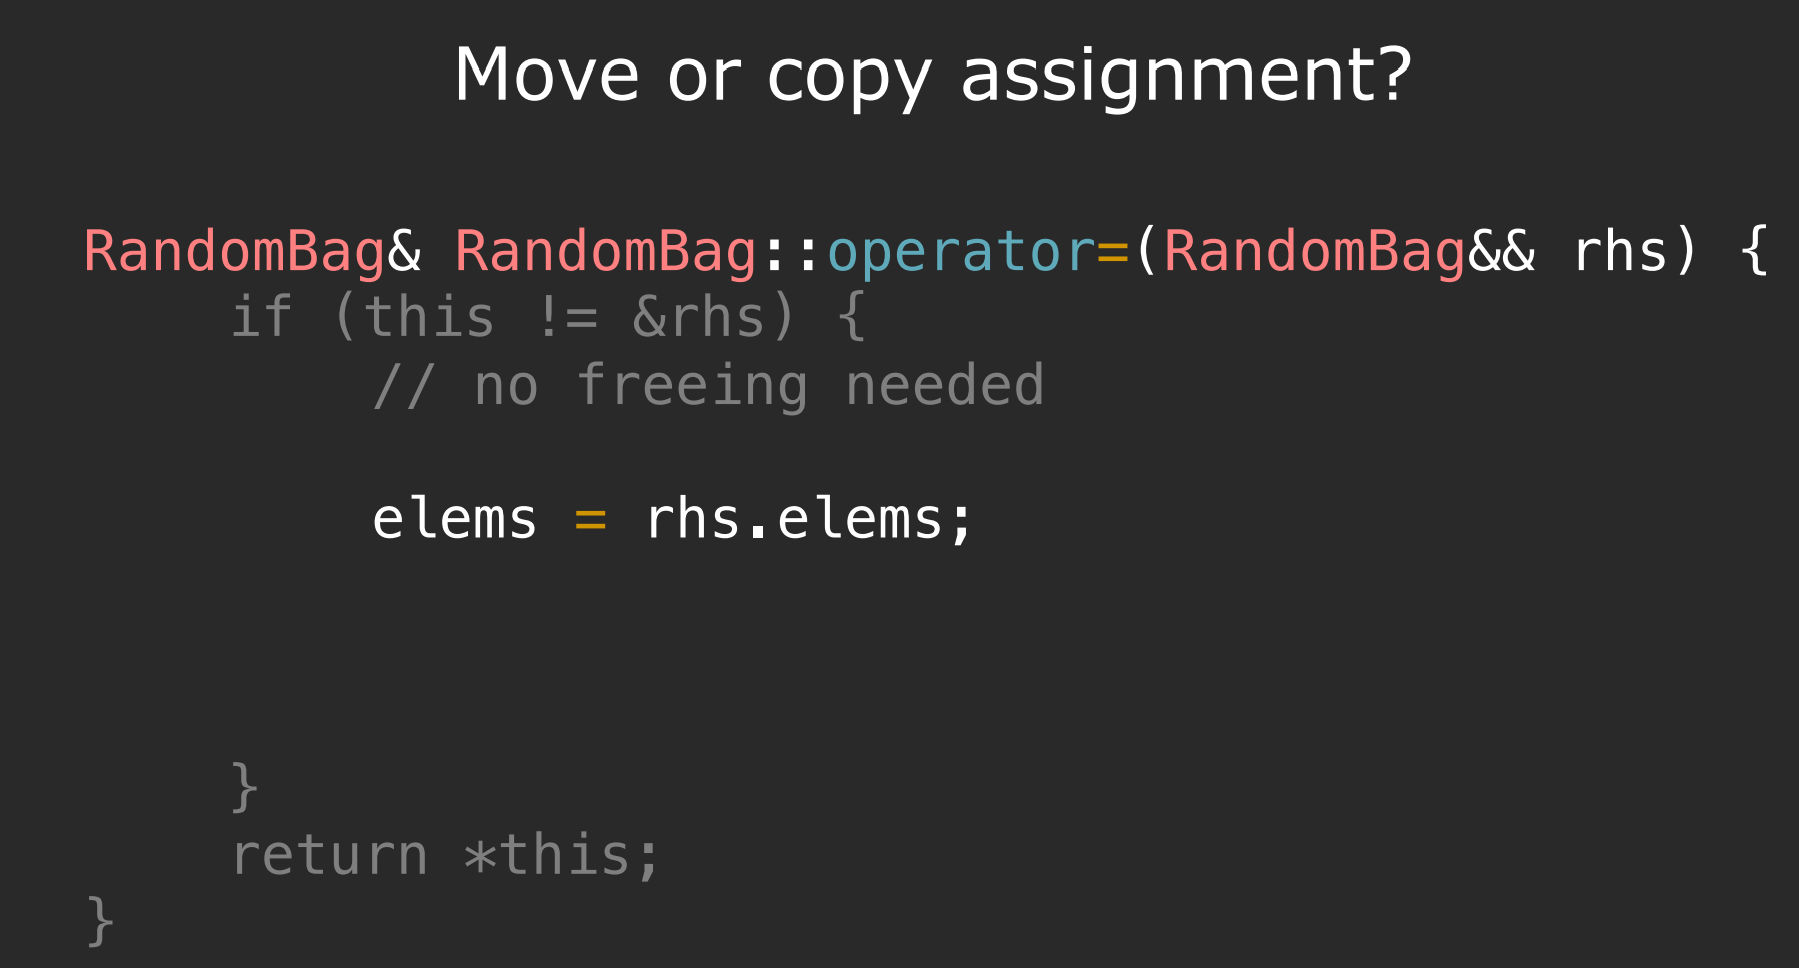 Move or copy assignment?
RandomBag& RandomBag::operator=(RandomBag&& rhs) {
if (this != &rhs) {
// no freeing needed
elems = rhs.elems;
}
return *this;
}